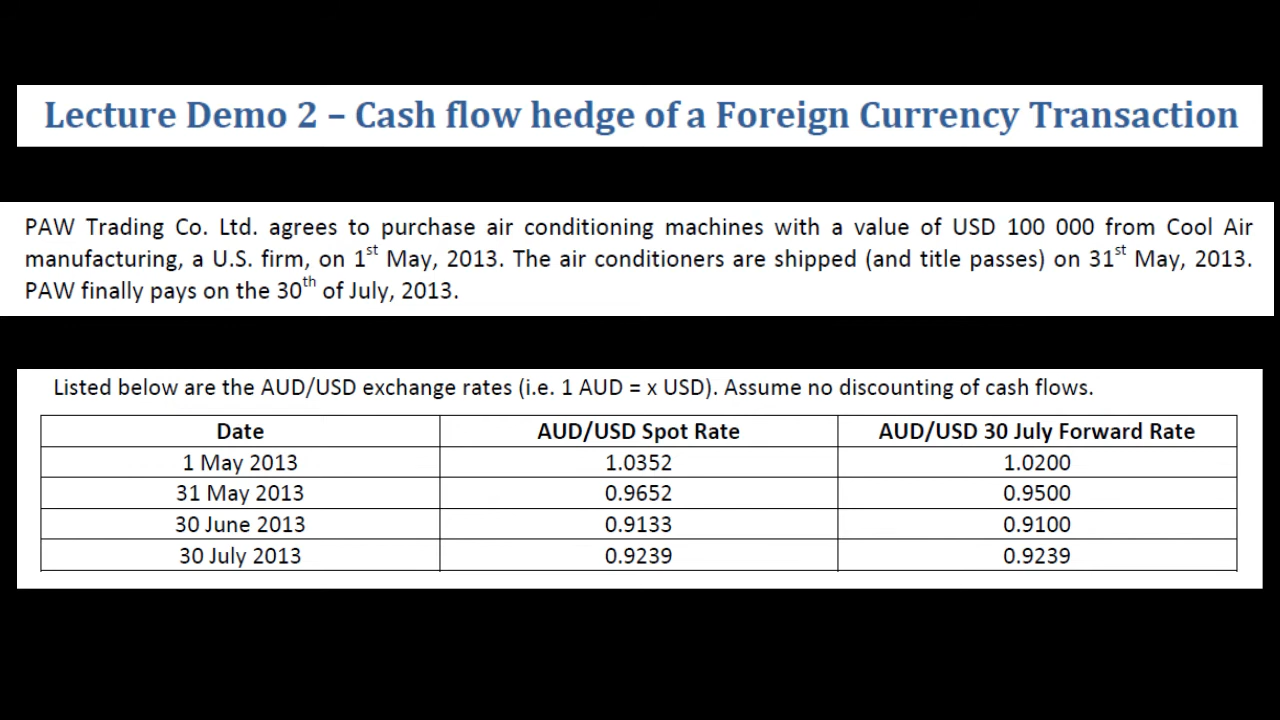 Lecture Demo 2 – Cash flow hedge of a Foreign Currency Transaction
PAW Trading Co. Ltd. agrees to purchase air conditioning machines with a value of USD 100 000 from Cool Air
manufacturing, a U.S. firm, on 1st May, 2013. The air conditioners are shipped (and title passes) on 31st May, 2013.
PAW finally pays on the 30th of July, 2013.
Listed below are the AUD/USD exchange rates (i.e. 1 AUD = x USD). Assume no discounting of cash flows.
Date AUD/USD Spot Rate AUD/USD 30 July Forward Rate
1 May 2013 1.0352 1.0200
31 May 2013 0.9652 0.9500
30 June 2013 0.9133 0.9100
30 July 2013 0.9239 0.9239